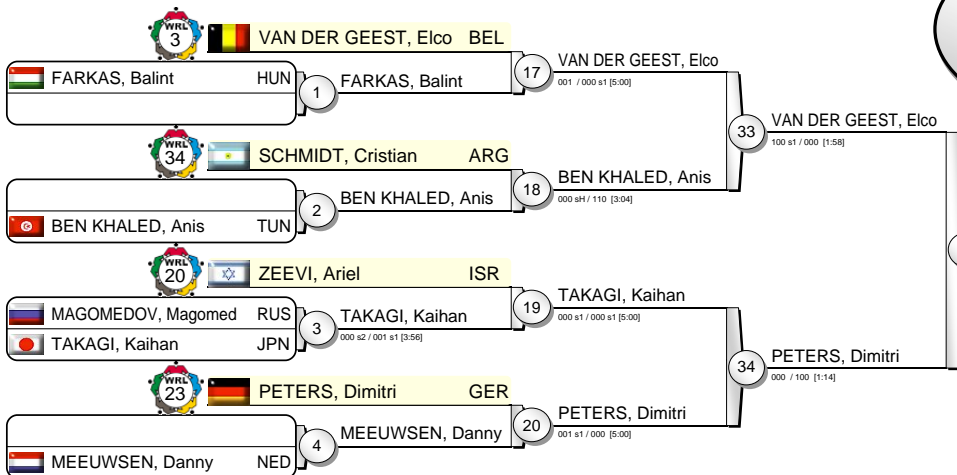 WRL
3
VAN DER GEEST, Elco BEL
FARKAS, Balint HUN
1
FARKAS, Balint
17
VAN DER GEEST, Elco
001 / 000 s1 [5:00]
33
VAN DER GEEST, Elco
100 s1 / 000 [1:58]
WRL
34
SCHMIDT, Cristian ARG
BEN KHALED, Anis TUN
2
BEN KHALED, Anis
18
BEN KHALED, Anis
000 sH / 110 [3:04]
WRL
20
ZEEVI, Ariel ISR
MAGOMEDOV, Magomed RUS
TAKAGI, Kaihan JPN
3
TAKAGI, Kaihan
000 s2 / 001 s1 [3:56]
19
TAKAGI, Kaihan
000 s1 / 000 s1 [5:00]
34
PETERS, Dimitri
000 / 100 [1:14]
WRL
23
PETERS, Dimitri GER
MEEUWSEN, Danny NED
4
MEEUWSEN, Danny
20
PETERS, Dimitri
001 s1 / 000 [5:00]